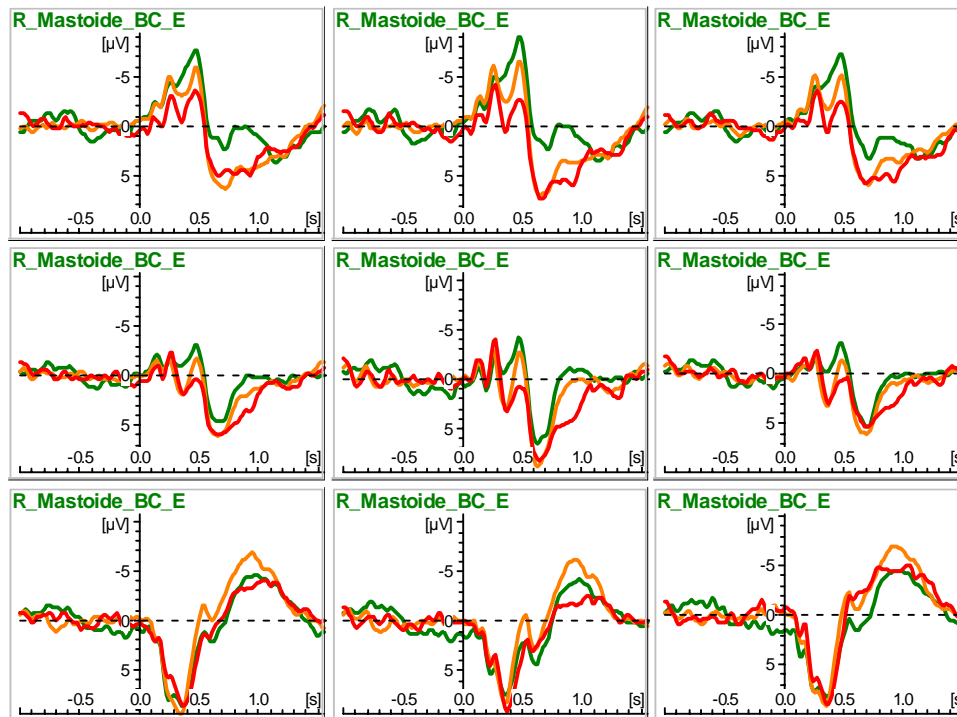 R_Mastoide_BC_E R_Mastoide_BC_E R_Mastoide_BC_E
[µV] [µV] [µV]
-5 -5 -5
0 0 0
5 5 5
-0.5 0.0 0.5 1.0 [s] -0.5 0.0 0.5 1.0 [s] -0.5 0.0 0.5 1.0 [s
R_Mastoide_BC_E R_Mastoide_BC_E R_Mastoide_BC_E
[µV] [µV] [µV]
-5 -5 -5
0 0 0
5 5 5
-0.5 0.0 0.5 1.0 [s] -0.5 0.0 0.5 1.0 [s] -0.5 0.0 0.5 1.0 [s
R_Mastoide_BC_E R_Mastoide_BC_E R_Mastoide_BC_E
[µV] [µV] [µV]
-5 -5 -5
0 0 0
5 5 5
-0.5 0.0 0.5 1.0 [s] -0.5 0.0 0.5 1.0 [s] -0.5 0.0 0.5 1.0 [s